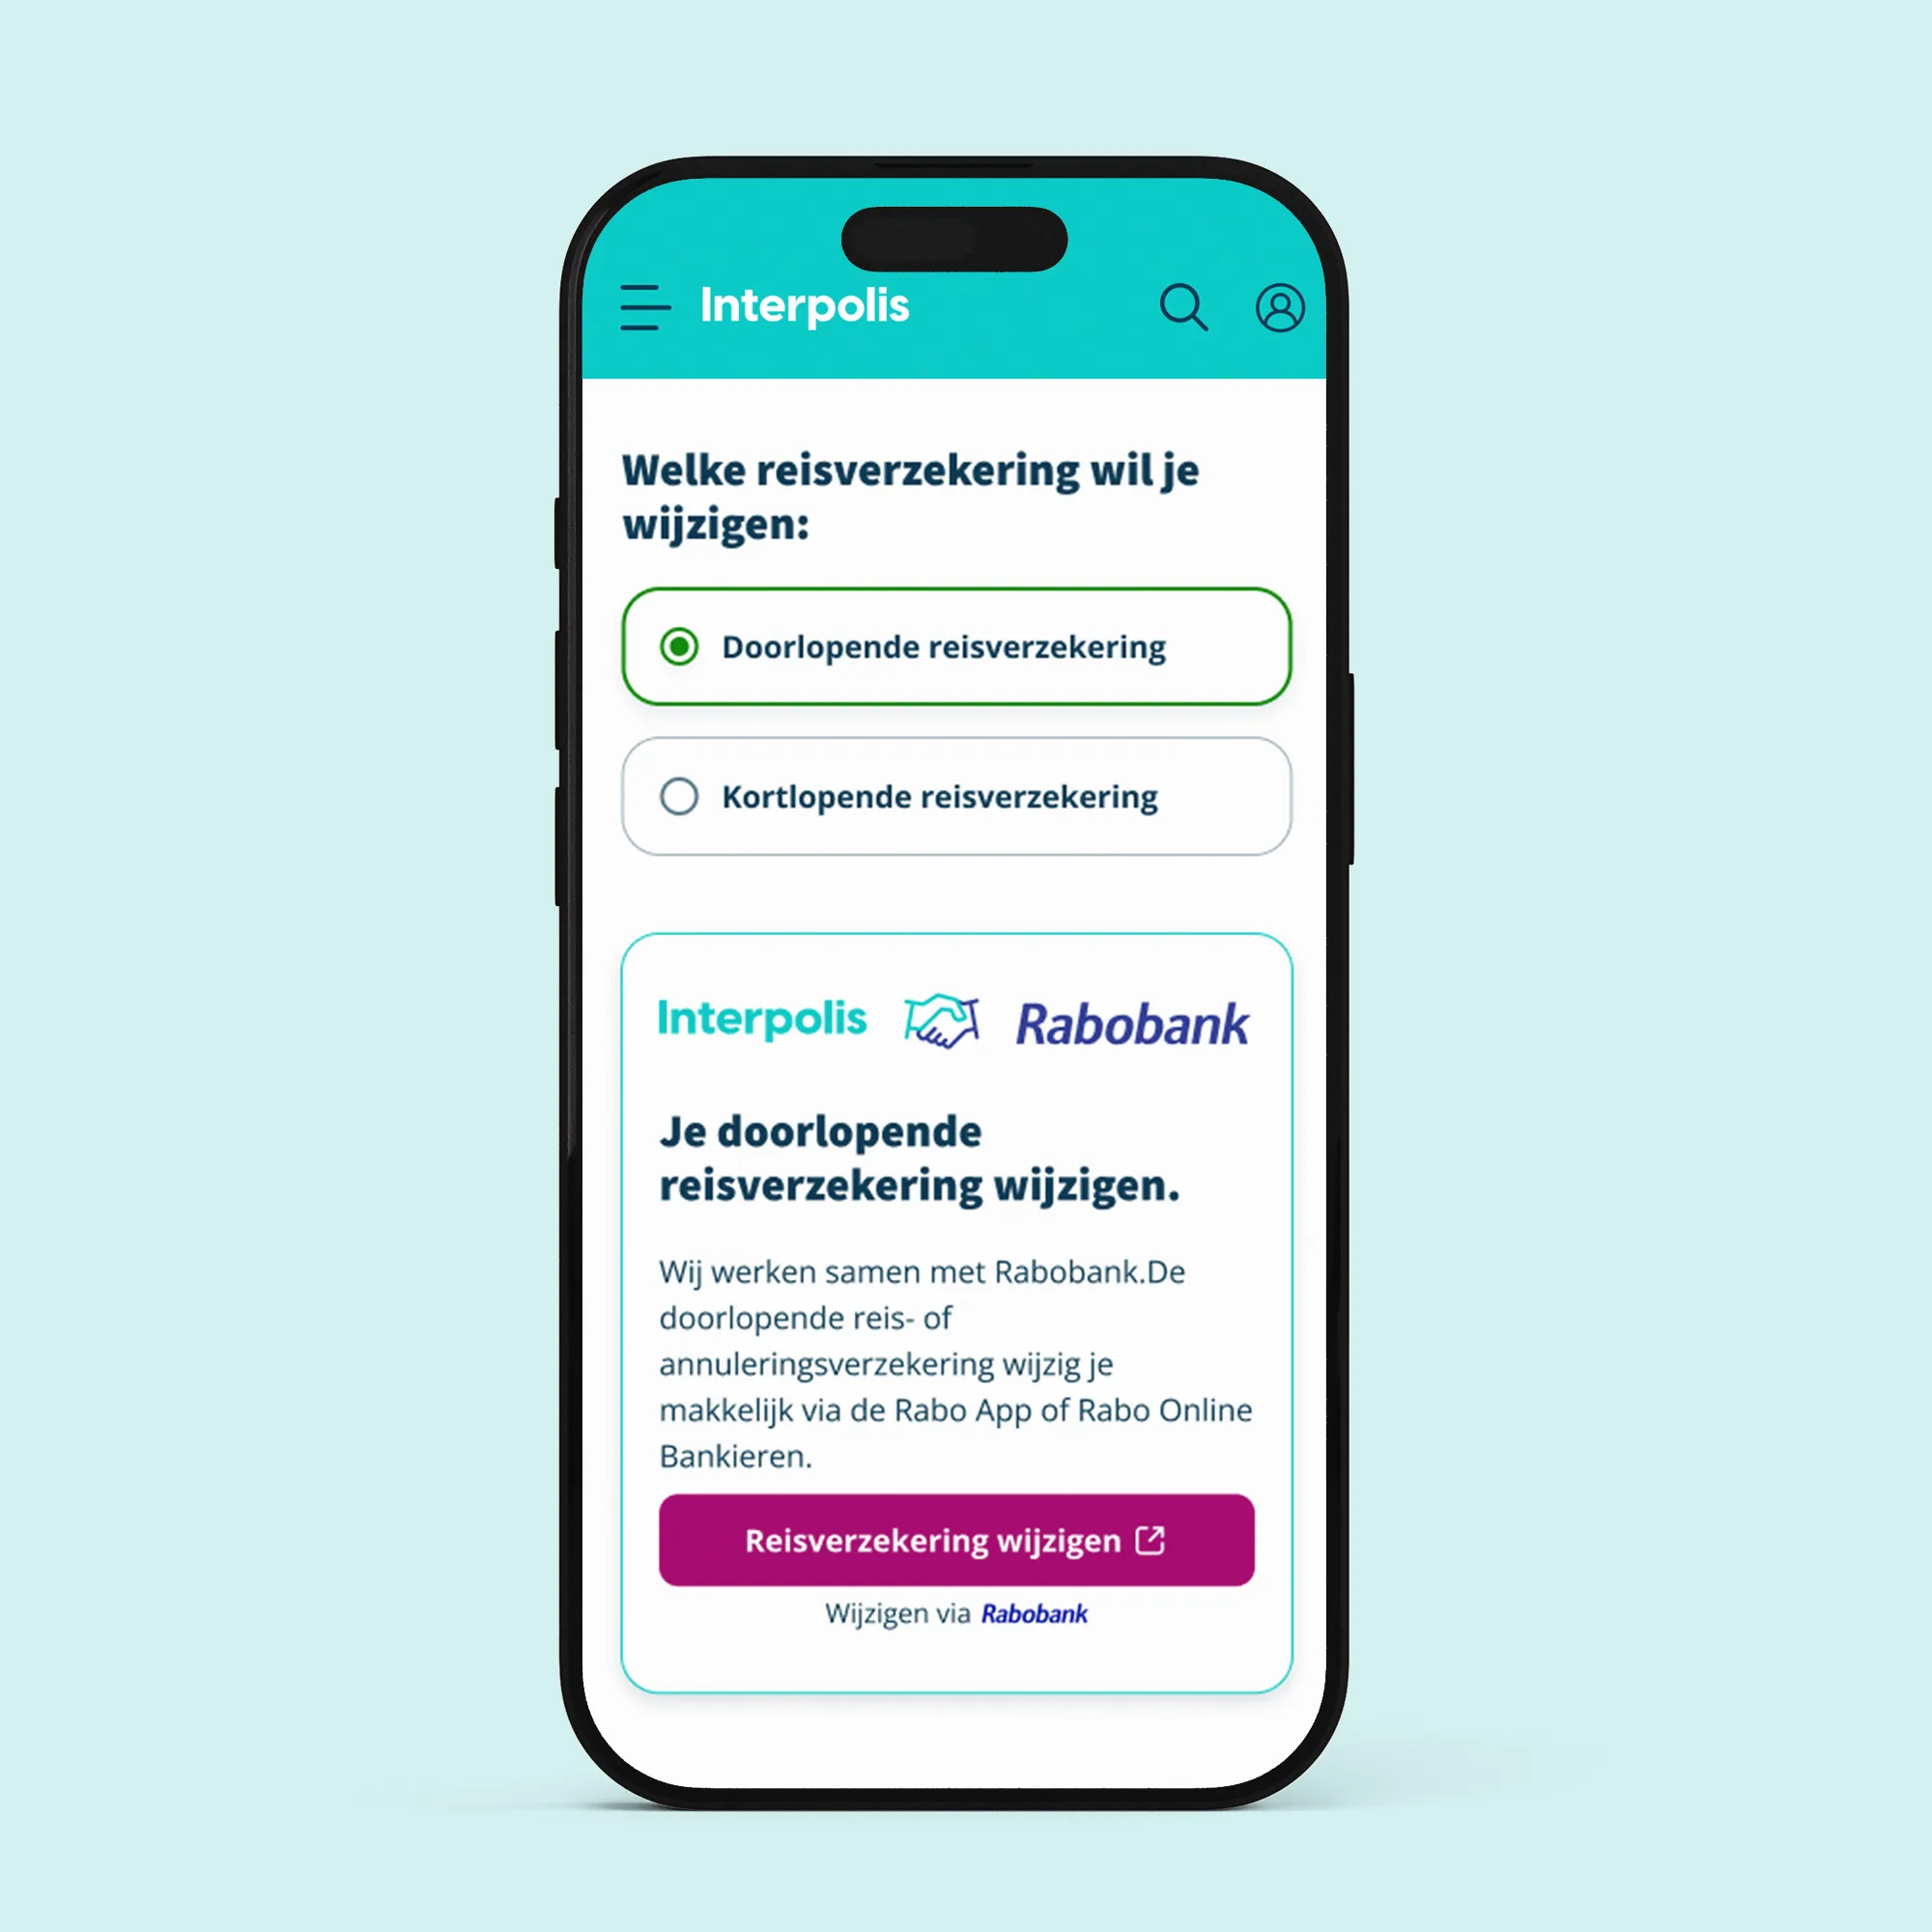 Interpolis
Welke reisverzekering wil je
wijzigen:
Doorlopende reisverzekering
Kortlopende reisverzekering
Interpolis Rabobank
Je doorlopende
reisverzekering wijzigen.
Wij werken samen met Rabobank.De
doorlopende reis- of
annuleringsverzekering wijzig je
makkelijk via de Rabo App of Rabo Online
Bankieren.
Reisverzekering wijzigen
Wijzigen via Rabobank